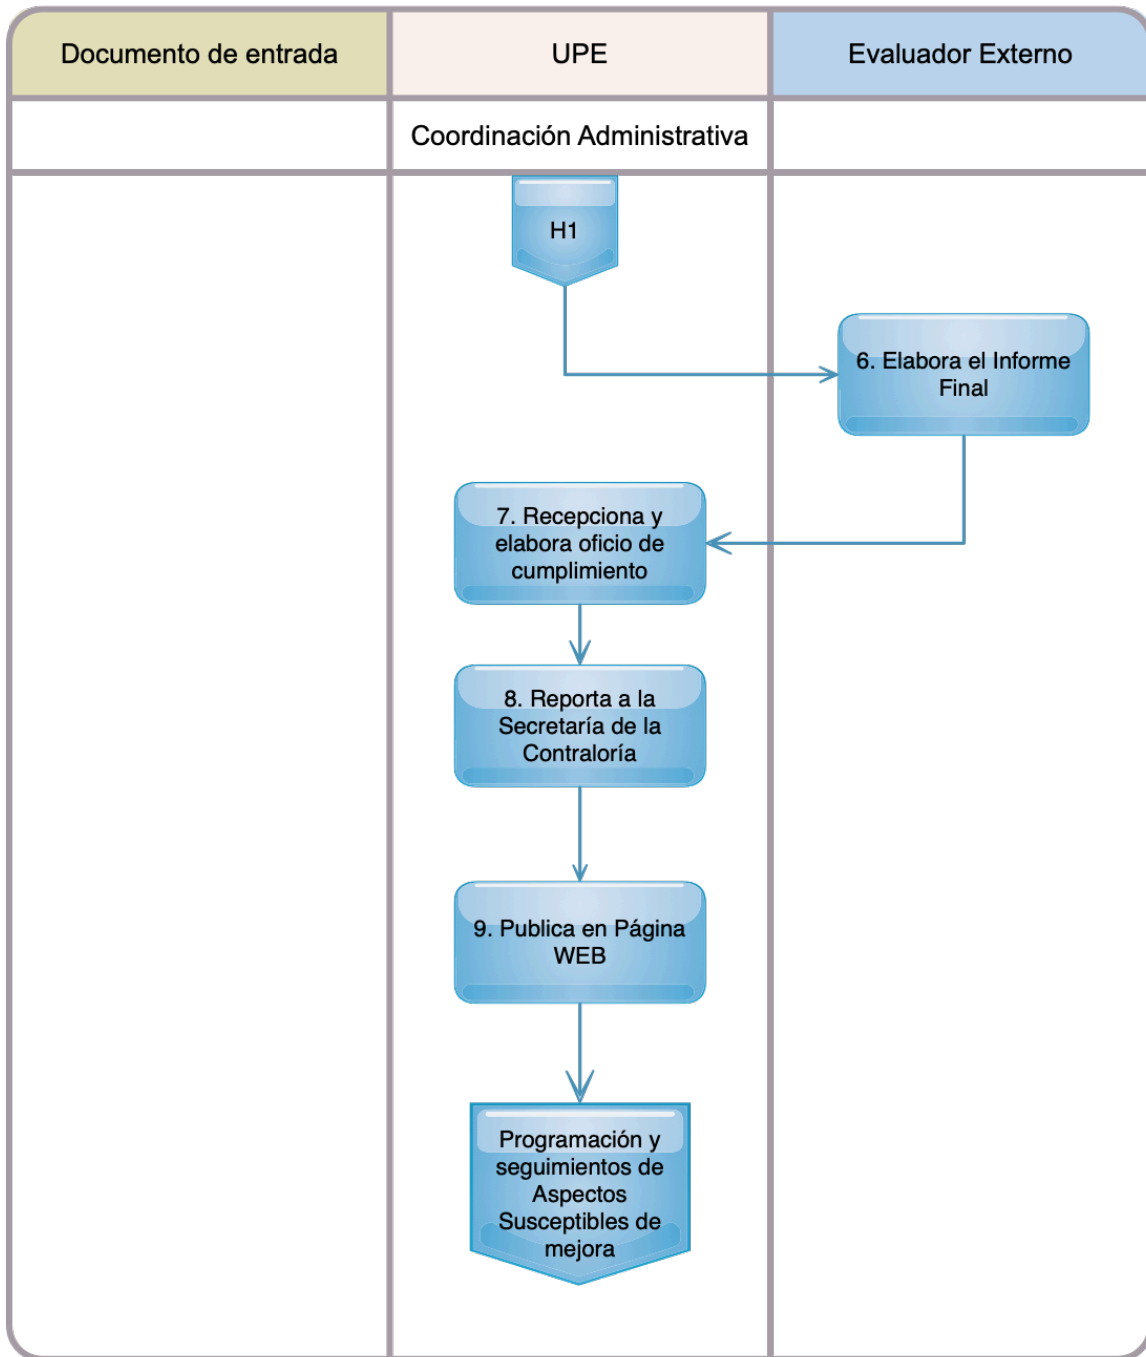 Documento de entrada
UPE
Evaluador Externo
Coordinación Administrativa
H1
6. Elabora el Informe
Final
7. Recepciona y
elabora oficio de
cumplimiento
8. Reporta a la
Secretaría de la
Contraloría
9. Publica en Página
WEB
Programación y
seguimientos de
Aspectos
Susceptibles de
mejora